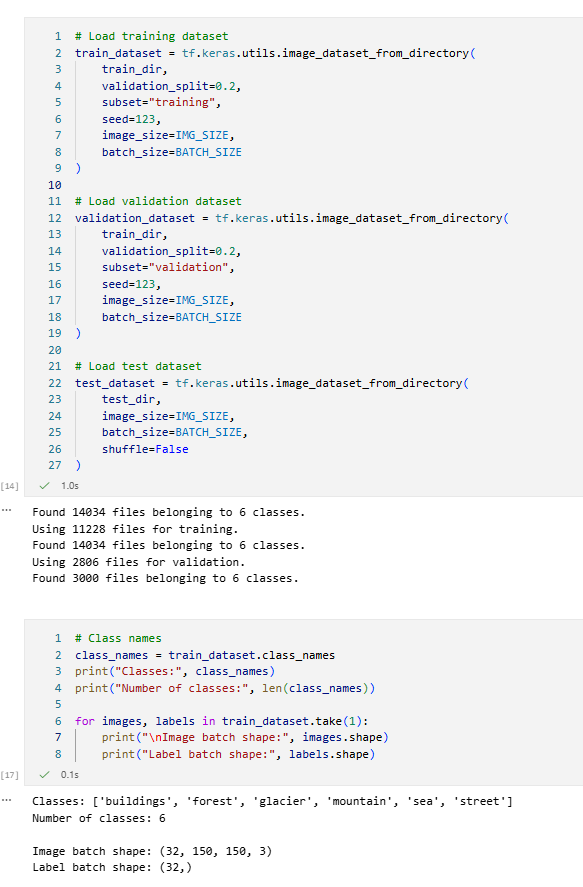 1 # Load training dataset
2 train_dataset = tf.keras.utils.image_dataset_from_directory(
3     train_dir,
4     validation_split=0.2,
5     subset="training",
6     seed=123,
7     image_size=IMG_SIZE,
8     batch_size=BATCH_SIZE
9 )
10
11 # Load validation dataset
12 validation_dataset = tf.keras.utils.image_dataset_from_directory(
13     train_dir,
14     validation_split=0.2,
15     subset="validation",
16     seed=123,
17     image_size=IMG_SIZE,
18     batch_size=BATCH_SIZE
19 )
20
21 # Load test dataset
22 test_dataset = tf.keras.utils.image_dataset_from_directory(
23     test_dir,
24     image_size=IMG_SIZE,
25     batch_size=BATCH_SIZE,
26     shuffle=False
27 )
[14] ✓ 1.0s
... Found 14034 files belonging to 6 classes.
Using 11228 files for training.
Found 14034 files belonging to 6 classes.
Using 2806 files for validation.
Found 3000 files belonging to 6 classes.
1 # Class names
2 class_names = train_dataset.class_names
3 print("Classes:", class_names)
4 print("Number of classes:", len(class_names))
5
6 for images, labels in train_dataset.take(1):
7     print("\nImage batch shape:", images.shape)
8     print("Label batch shape:", labels.shape)
[17] ✓ 0.1s
... Classes: ['buildings', 'forest', 'glacier', 'mountain', 'sea', 'street']
Number of classes: 6

Image batch shape: (32, 150, 150, 3)
Label batch shape: (32,)